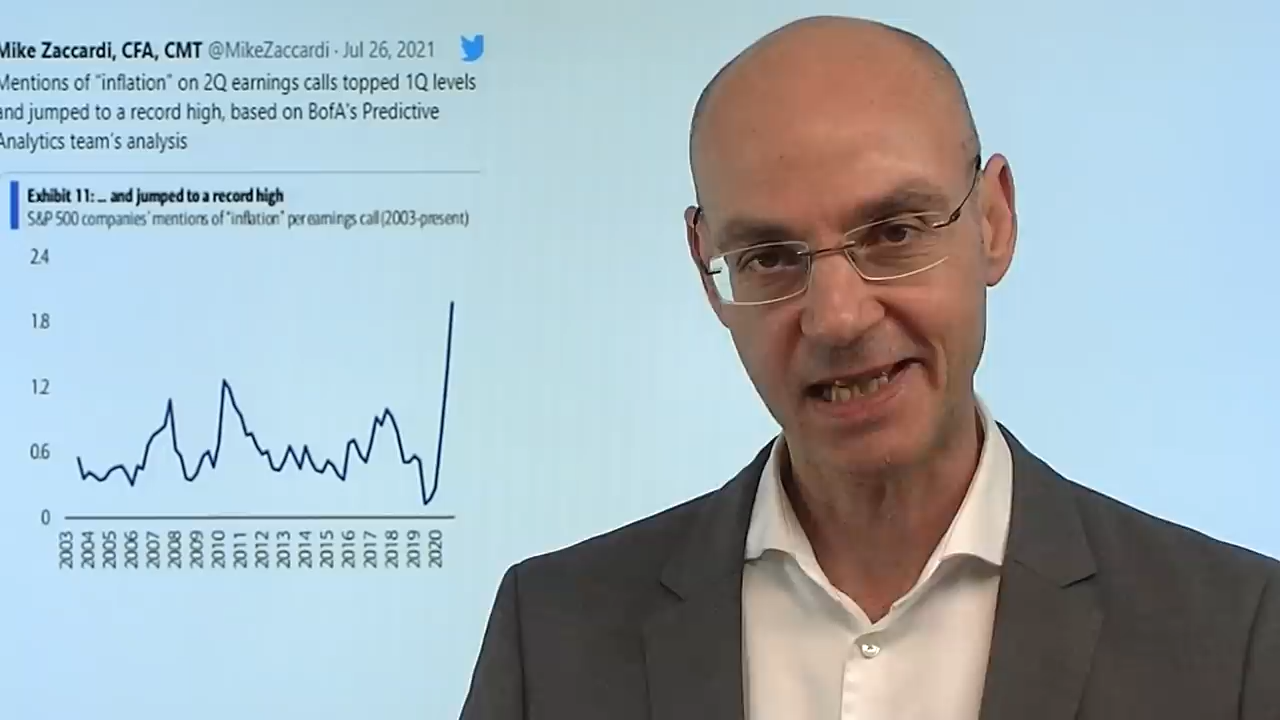 Mike Zaccardi, CFA, CMT @MikeZaccardi · Jul 26, 2021
Mentions of "inflation" on 2Q earnings calls topped 1Q levels
and jumped to a record high, based on BofA's Predictive
Analytics team's analysis
Exhibit 11: ... and jumped to a record high
S&P 500 companies' mentions of "inflation" per earnings call (2003-present)
2.4
1.8
1.2
0.6
0
2003 2004 2005 2006 2007 2008 2009 2010 2011 2012 2013 2014 2015 2016 2017 2018 2019 2020